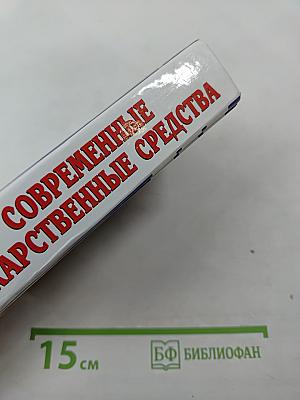 СОВРЕМЕННЫЕ
КАРСТВЕННЫЕ СРЕДСТВА
15 см
БФ БИБЛИОФАН